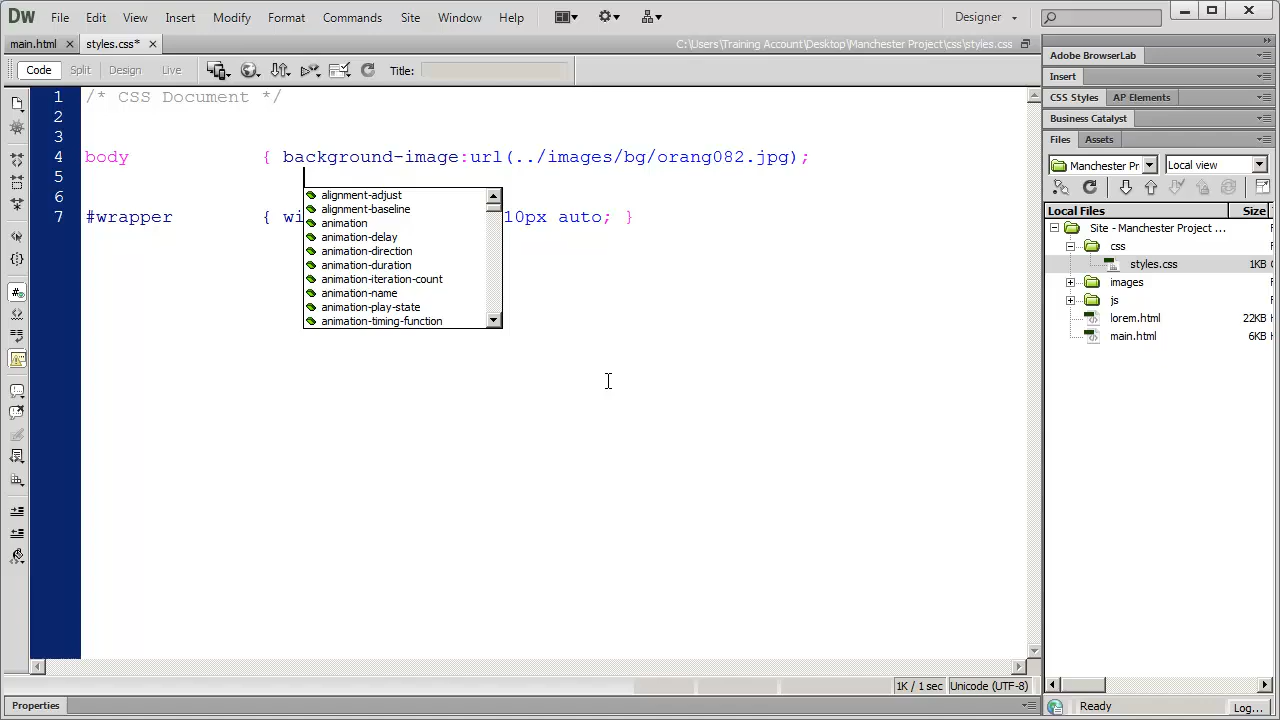 Dw File Edit View Insert Modify Format Commands Site Window Help Designer
main.html styles.css* C:\Users\Training Account\Desktop\Manchester Project\css\styles.css
Code Split Design Live Title:
1 /* CSS Document */
2
3
4 body { background-image:url(../images/bg/orang082.jpg);
5
6
7 #wrapper { wi 10px auto; }
alignment-adjust
alignment-baseline
animation
animation-delay
animation-direction
animation-duration
animation-iteration-count
animation-name
animation-play-state
animation-timing-function
1K / 1 sec Unicode (UTF-8)
Properties
Adobe BrowserLab
Insert
CSS Styles AP Elements
Business Catalyst
Files Assets
Manchester Pr Local view
Local Files Size
Site - Manchester Project ...
css
styles.css 1KB
images
js
lorem.html 22KB
main.html 6KB
Ready Log...